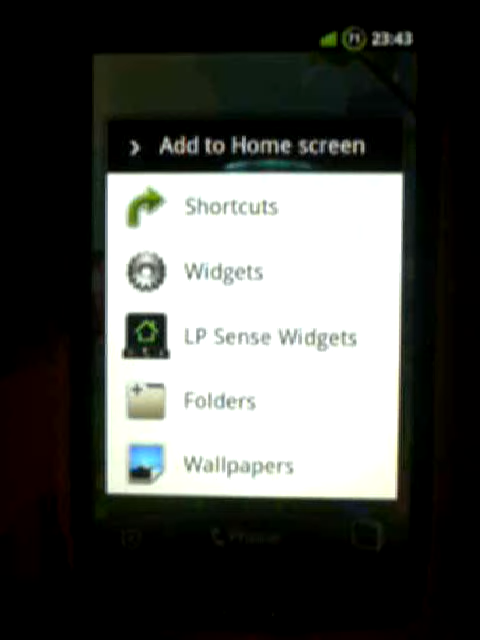 23:43
Add to Home screen
Shortcuts
Widgets
LP Sense Widgets
Folders
Wallpapers
Phone